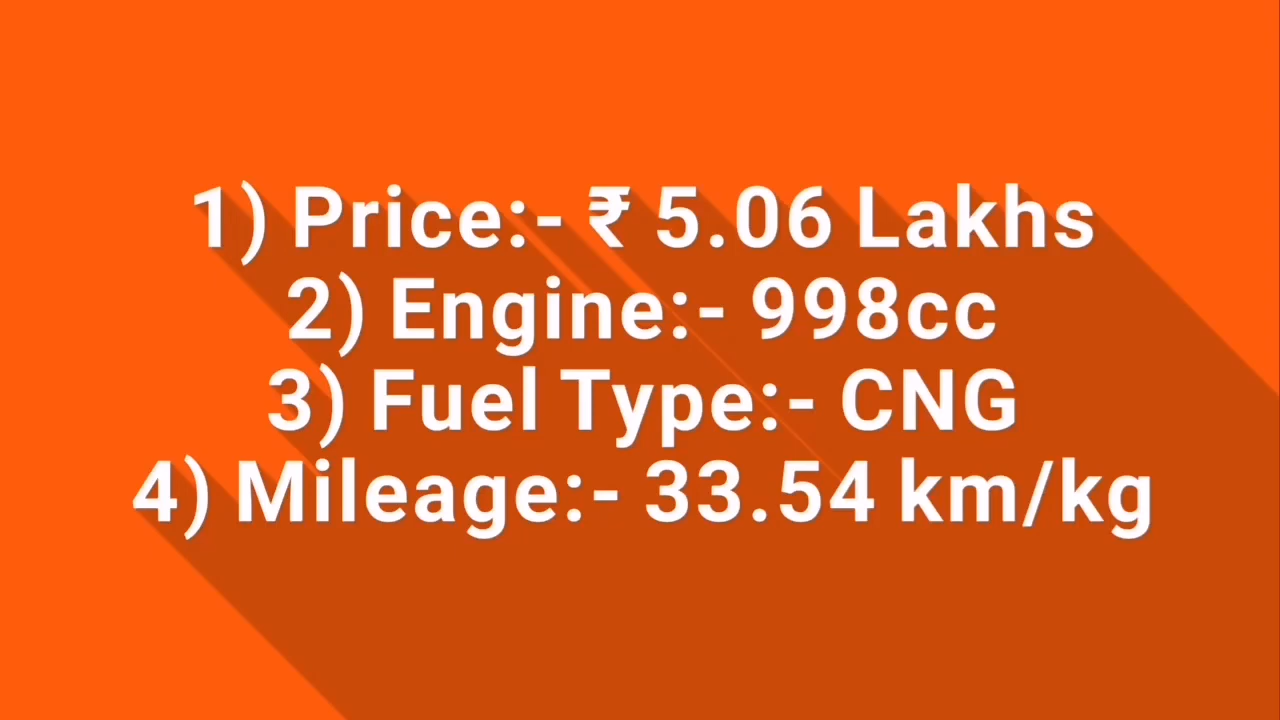 1) Price:- ₹ 5.06 Lakhs
2) Engine:- 998cc
3) Fuel Type:- CNG
4) Mileage:- 33.54 km/kg